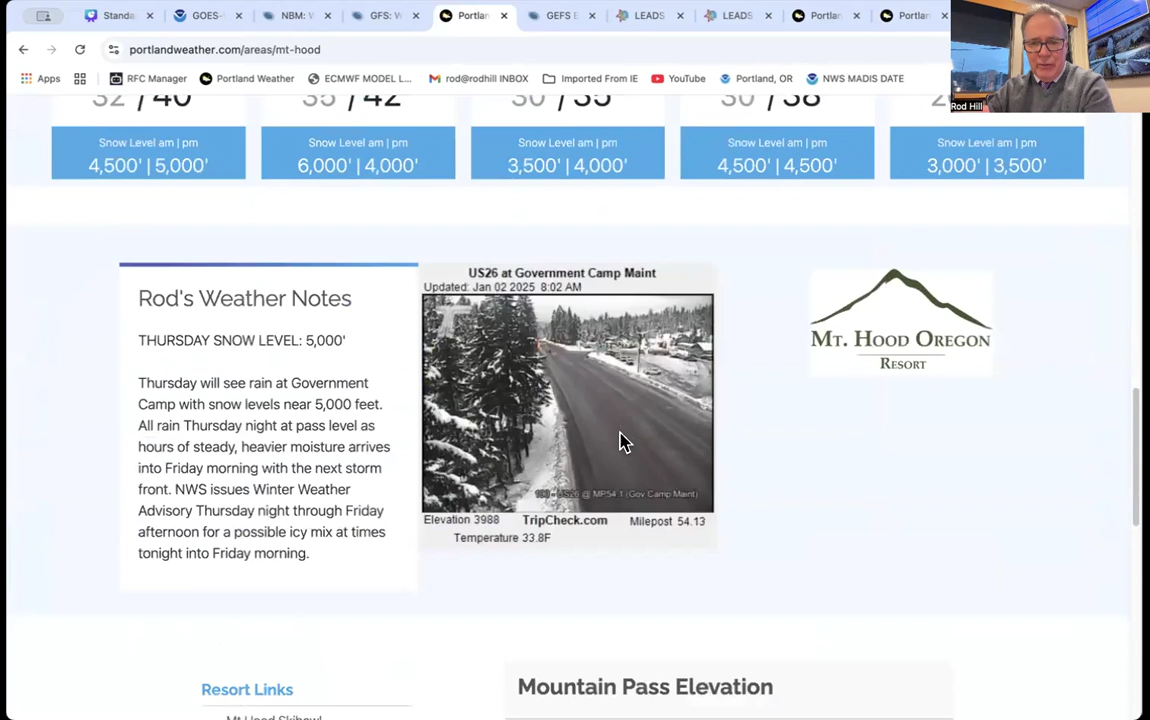 Standa
GOES-
NBM: W
GFS: W
Portlan
GEFS E
LEADS
LEADS
Portlan
Portlan
portlandweather.com/areas/mt-hood
Apps
RFC Manager
Portland Weather
ECMWF MODEL L...
rod@rodhill INBOX
Imported From IE
YouTube
Portland, OR
NWS MADIS DATE
Rod Hill
32 / 40
35 / 42
30 / 35
30 / 38
Snow Level am | pm
4,500' | 5,000'
Snow Level am | pm
6,000' | 4,000'
Snow Level am | pm
3,500' | 4,000'
Snow Level am | pm
4,500' | 4,500'
Snow Level am | pm
3,000' | 3,500'
Rod's Weather Notes
THURSDAY SNOW LEVEL: 5,000'
Thursday will see rain at Government
Camp with snow levels near 5,000 feet.
All rain Thursday night at pass level as
hours of steady, heavier moisture arrives
into Friday morning with the next storm
front. NWS issues Winter Weather
Advisory Thursday night through Friday
afternoon for a possible icy mix at times
tonight into Friday morning.
US26 at Government Camp Maint
Updated: Jan 02 2025 8:02 AM
US26 @ MP54.1 (Gov Camp Maint)
Elevation 3988 TripCheck.com Milepost 54.13
Temperature 33.8F
MT. HOOD OREGON
RESORT
Resort Links
Mt Hood Skibowl
Mountain Pass Elevation